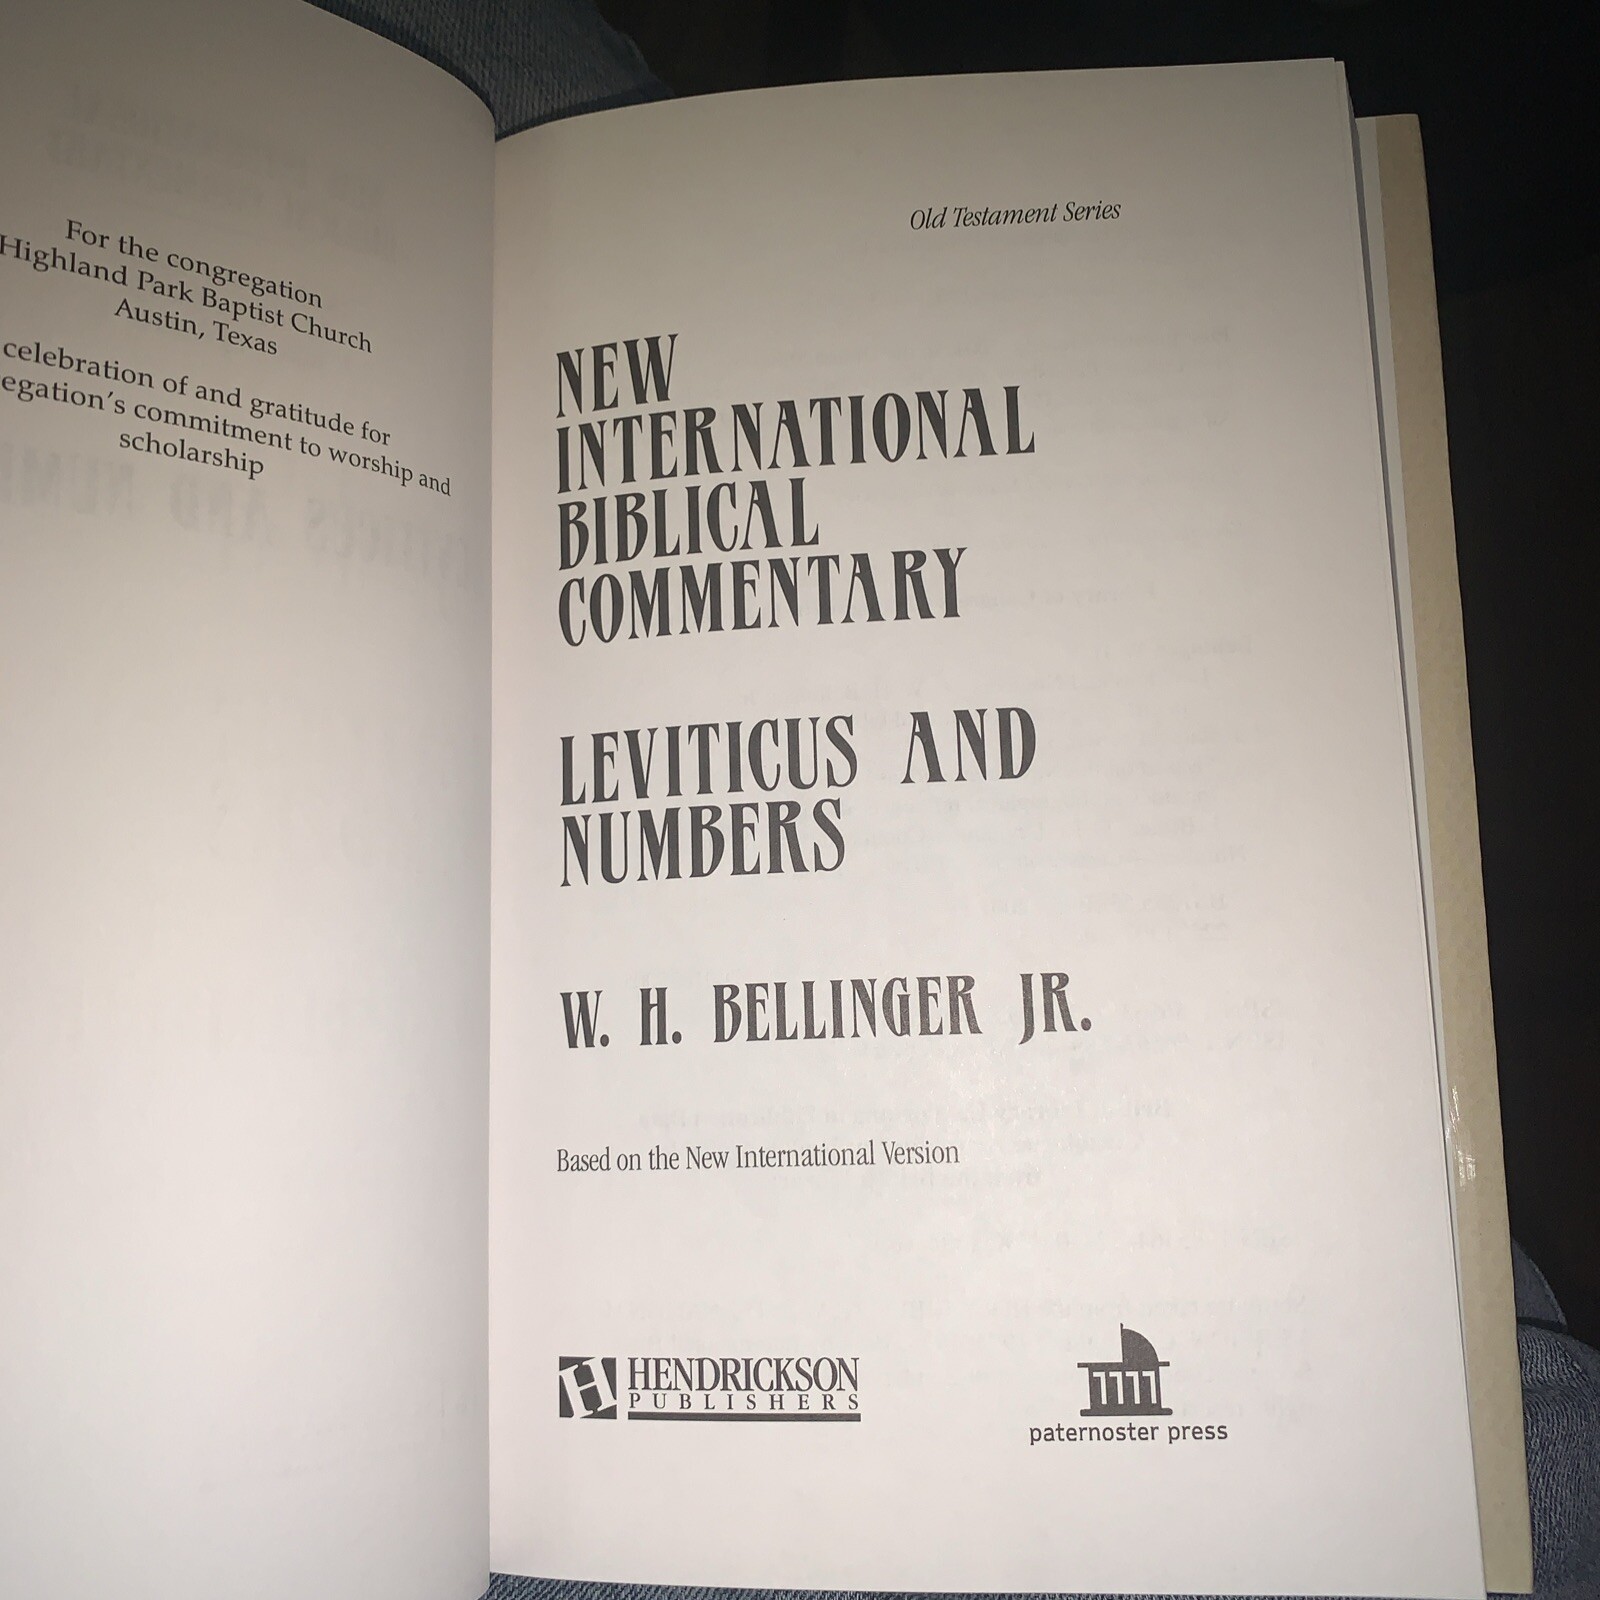 For the congregation
Highland Park Baptist Church
Austin, Texas
celebration of and gratitude for
egation's commitment to worship and
scholarship
Old Testament Series
NEW
INTERNATIONAL
BIBLICAL
COMMENTARY
LEVITICUS AND
NUMBERS
W. H. BELLINGER JR.
Based on the New International Version
H HENDRICKSON
PUBLISHERS
paternoster press